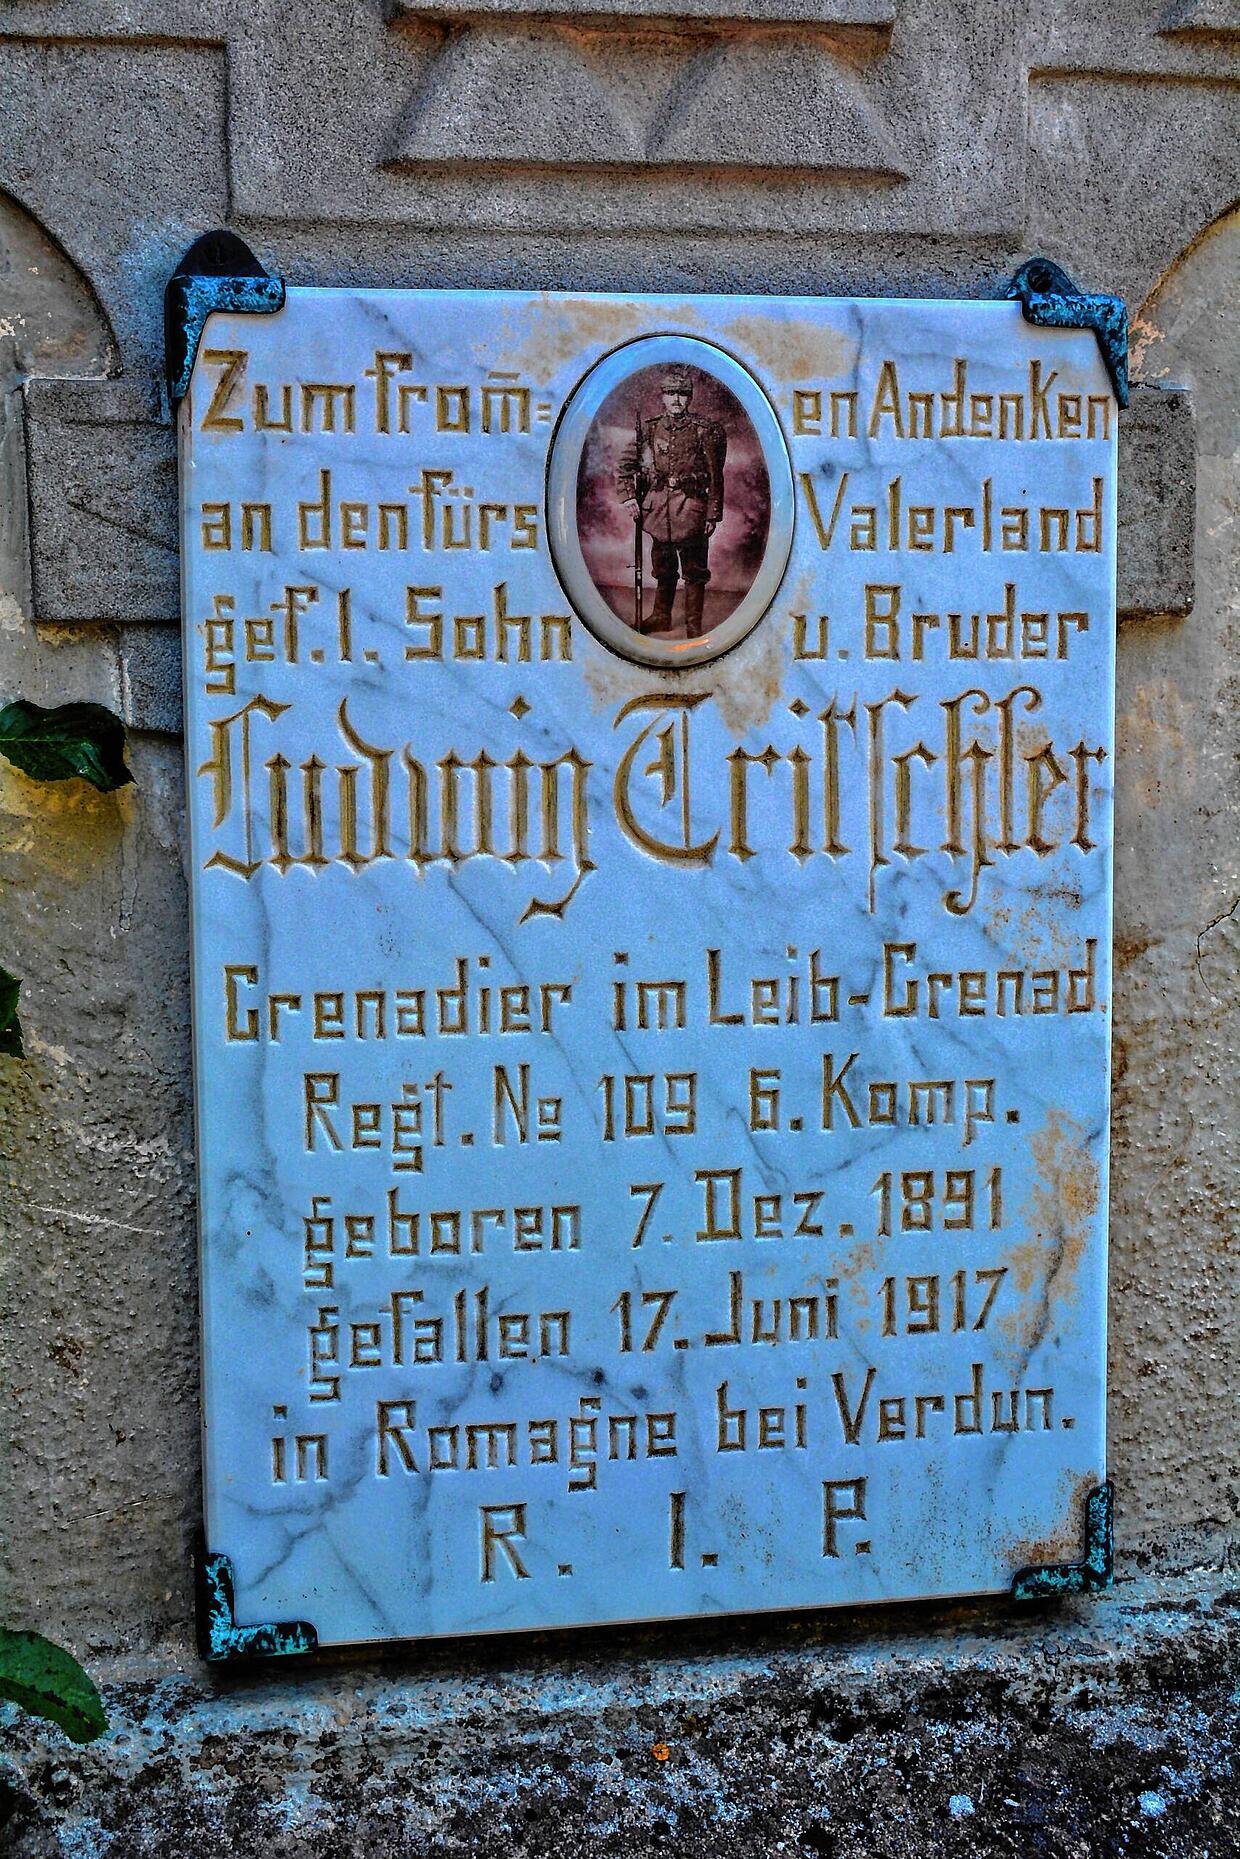 Zum from̄=en Andenken
an den fürs Vaterland
gef. l. Sohn u. Bruder
Ludwig Tritschler
Grenadier im Leib-Grenad.
Regt. No 109 6. Komp.
geboren 7. Dez. 1891
gefallen 17. Juni 1917
in Romagne bei Verdun.
R. I. P.